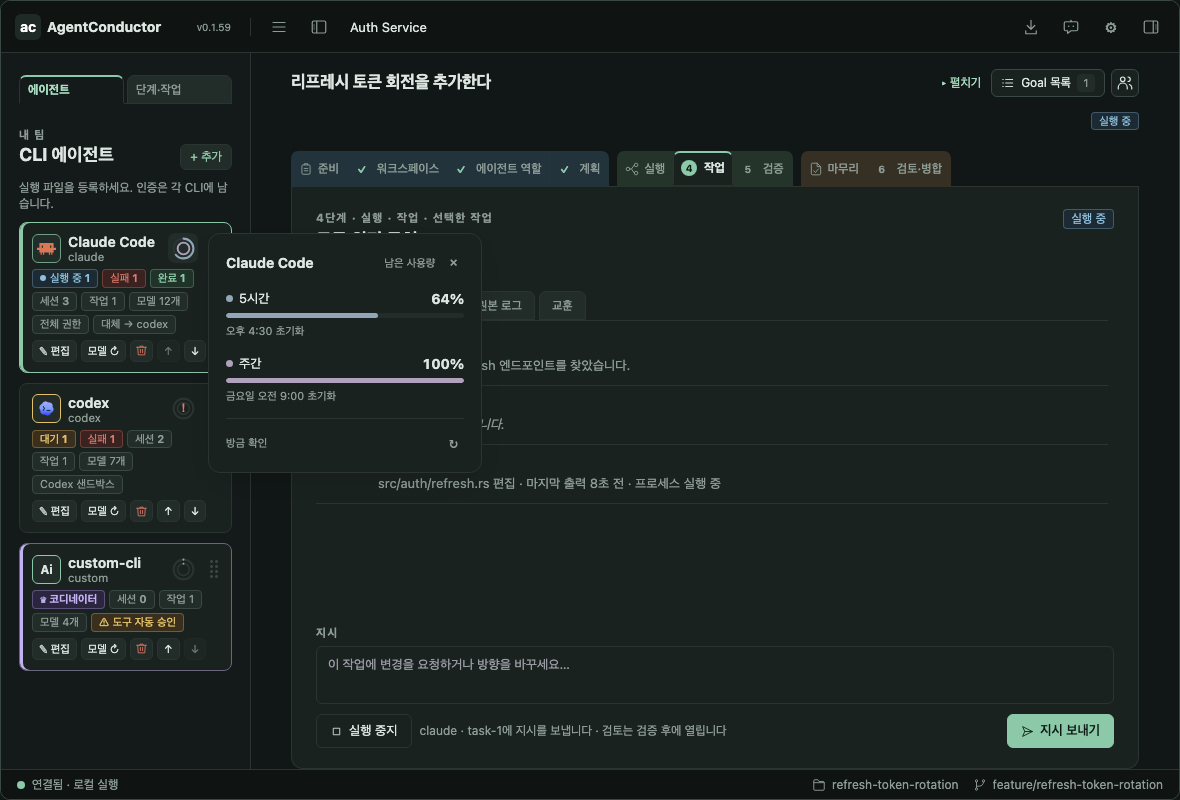 ac AgentConductor v0.1.59 Auth Service
에이전트 단계·작업
내 팀
CLI 에이전트 + 추가
실행 파일을 등록하세요. 인증은 각 CLI에 남
습니다.
Claude Code
claude
실행 중 1 실패 1 완료 1
세션 3 작업 1 모델 12개
전체 권한 대체 → codex
✎ 편집 모델 ↻ ↑ ↓
codex
codex
대기 1 실패 1 세션 2
작업 1 모델 7개
Codex 샌드박스
✎ 편집 모델 ↻ ↑ ↓
Ai custom-cli
custom
♛ 코디네이터 세션 0 작업 1
모델 4개 ⚠ 도구 자동 승인
✎ 편집 모델 ↻ ↑ ↓
리프레시 토큰 회전을 추가한다
▸ 펼치기 Goal 목록 1
실행 중
준비 ✓ 워크스페이스 ✓ 에이전트 역할 ✓ 계획 실행 4 작업 5 검증 마무리 6 검토·병합
4단계 · 실행 · 작업 · 선택한 작업
실행 중
Claude Code 남은 사용량 ×
5시간 64%
오후 4:30 초기화
주간 100%
금요일 오전 9:00 초기화
방금 확인 ↻
원본 로그 교훈
sh 엔드포인트를 찾았습니다.
니다.
src/auth/refresh.rs 편집 · 마지막 출력 8초 전 · 프로세스 실행 중
지시
이 작업에 변경을 요청하거나 방향을 바꾸세요...
실행 중지 claude · task-1에 지시를 보냅니다 · 검토는 검증 후에 열립니다
지시 보내기
연결됨 · 로컬 실행 refresh-token-rotation feature/refresh-token-rotation